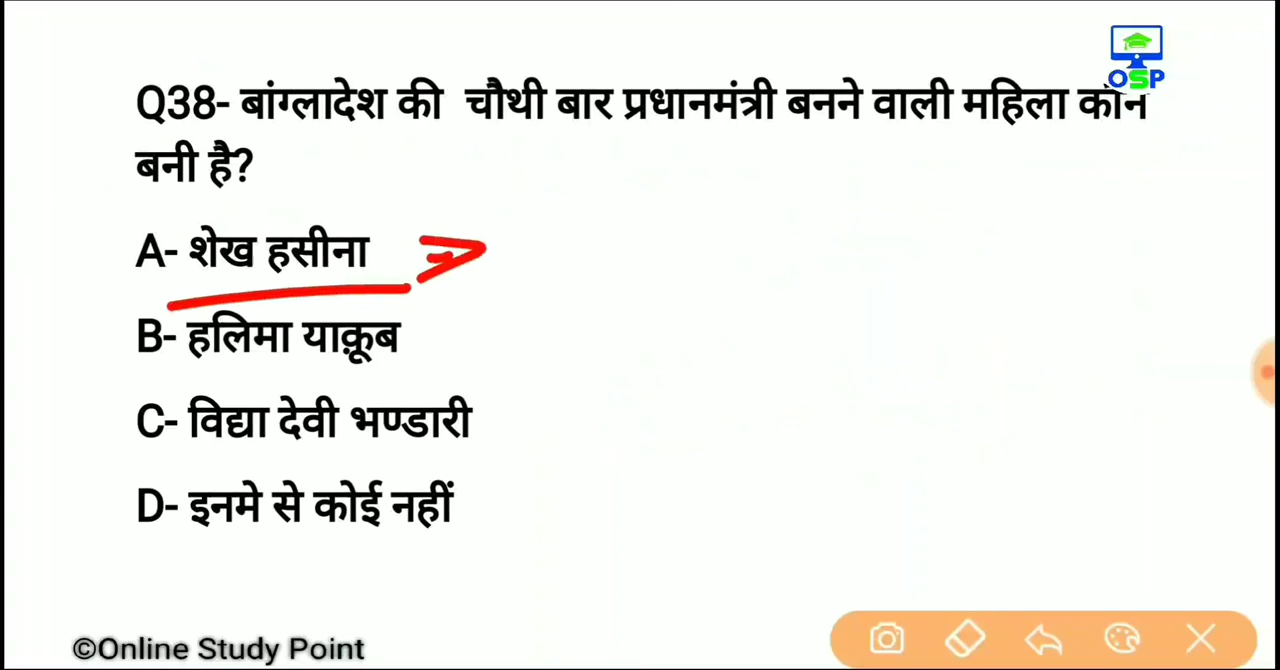 OSP
Q38- बांग्लादेश की चौथी बार प्रधानमंत्री बनने वाली महिला कौन
बनी है?
A- शेख हसीना
B- हलिमा याक़ूब
C- विद्या देवी भण्डारी
D- इनमे से कोई नहीं
©Online Study Point